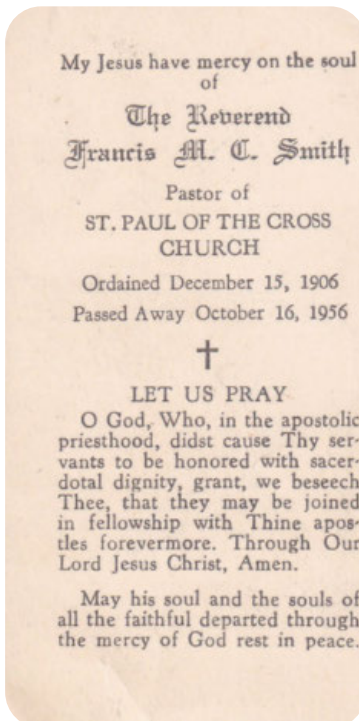 My Jesus have mercy on the soul
of
The Reverend
Francis M. C. Smith
Pastor of
ST. PAUL OF THE CROSS
CHURCH
Ordained December 15, 1906
Passed Away October 16, 1956
LET US PRAY
O God, Who, in the apostolic
priesthood, didst cause Thy ser-
vants to be honored with sacer-
dotal dignity, grant, we beseech
Thee, that they may be joined
in fellowship with Thine apos-
tles forevermore. Through Our
Lord Jesus Christ, Amen.
May his soul and the souls of
all the faithful departed through
the mercy of God rest in peace.